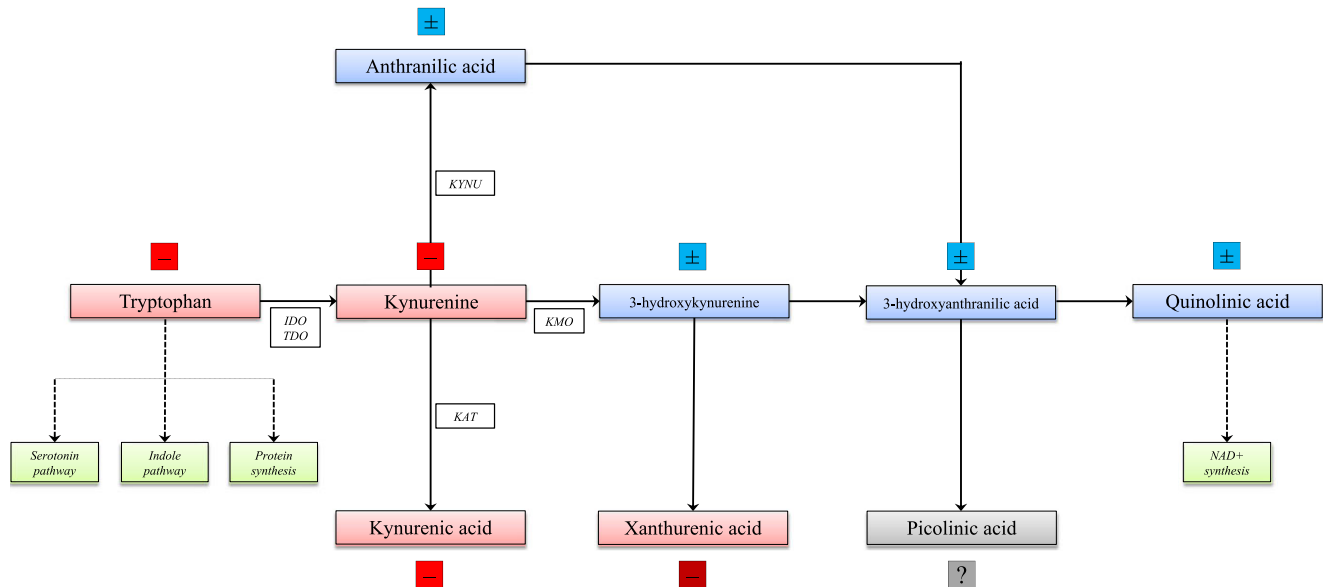 ±
Anthranilic acid
KYNU
–
–
±
±
±
Tryptophan
Kynurenine
3-hydroxykynurenine
3-hydroxyanthranilic acid
Quinolinic acid
IDO
TDO
KMO
KAT
Serotonin
pathway
Indole
pathway
Protein
synthesis
NAD+
synthesis
Kynurenic acid
Xanthurenic acid
Picolinic acid
–
–
?